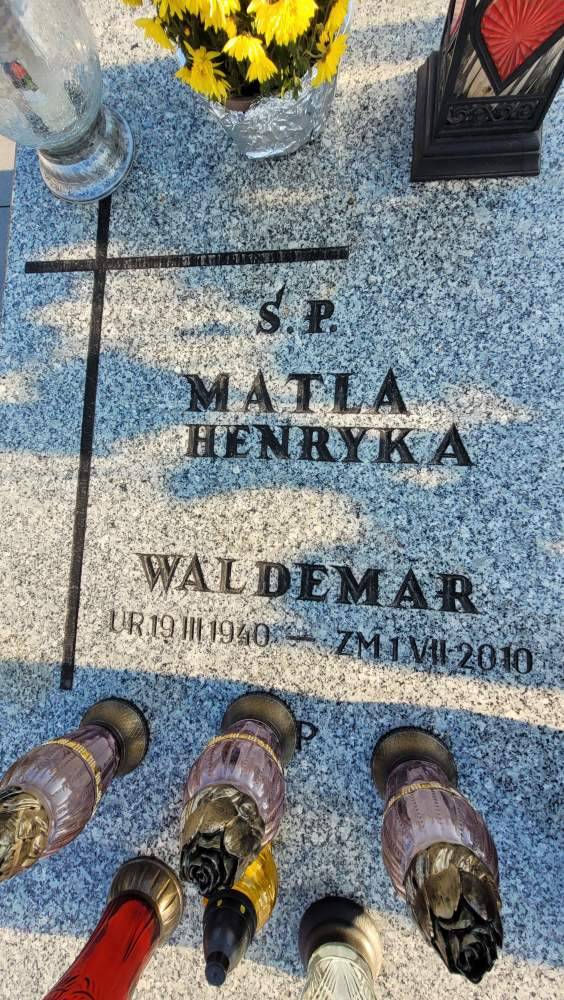 Ś. P.
MATLA
HENRYKA
WALDEMAR
UR.19 III 1940 — ZM 1 VII 2010
P